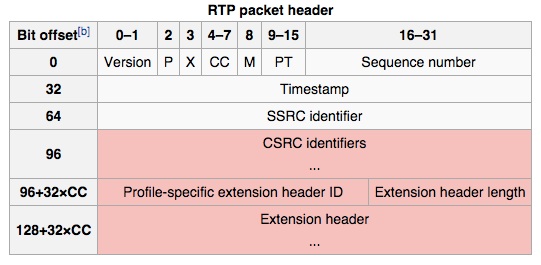 RTP packet header
Bit offset[b] 0–1 2 3 4–7 8 9–15 16–31
0 Version P X CC M PT Sequence number
32 Timestamp
64 SSRC identifier
96 CSRC identifiers
...
96+32×CC Profile-specific extension header ID Extension header length
128+32×CC Extension header
...